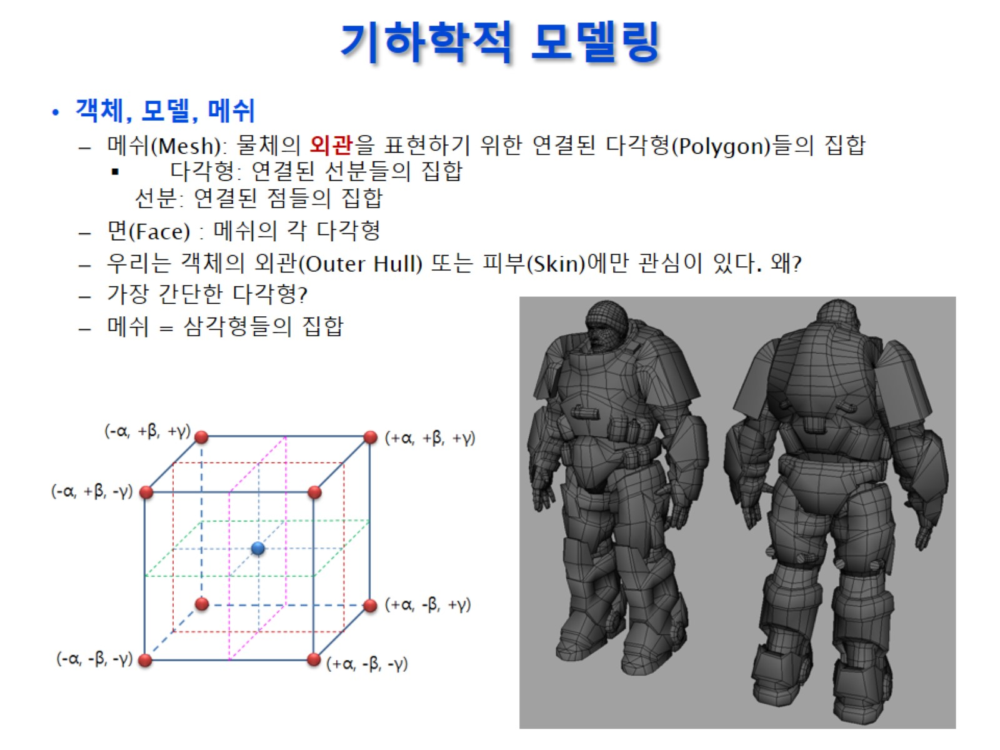 기하학적 모델링
• 객체, 모델, 메쉬
– 메쉬(Mesh): 물체의 외관을 표현하기 위한 연결된 다각형(Polygon)들의 집합
▪ 다각형: 연결된 선분들의 집합
선분: 연결된 점들의 집합
– 면(Face) : 메쉬의 각 다각형
– 우리는 객체의 외관(Outer Hull) 또는 피부(Skin)에만 관심이 있다. 왜?
– 가장 간단한 다각형?
– 메쉬 = 삼각형들의 집합
(-α, +β, +γ)
(+α, +β, +γ)
(-α, +β, -γ)
(+α, -β, +γ)
(-α, -β, -γ)
(+α, -β, -γ)